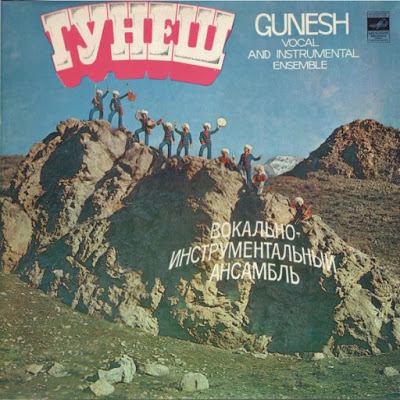 ГУНЕШ
GUNESH
VOCAL
AND INSTRUMENTAL
ENSEMBLE
ВОКАЛЬНО-
ИНСТРУМЕНТАЛЬНЫЙ
АНСАМБЛЬ